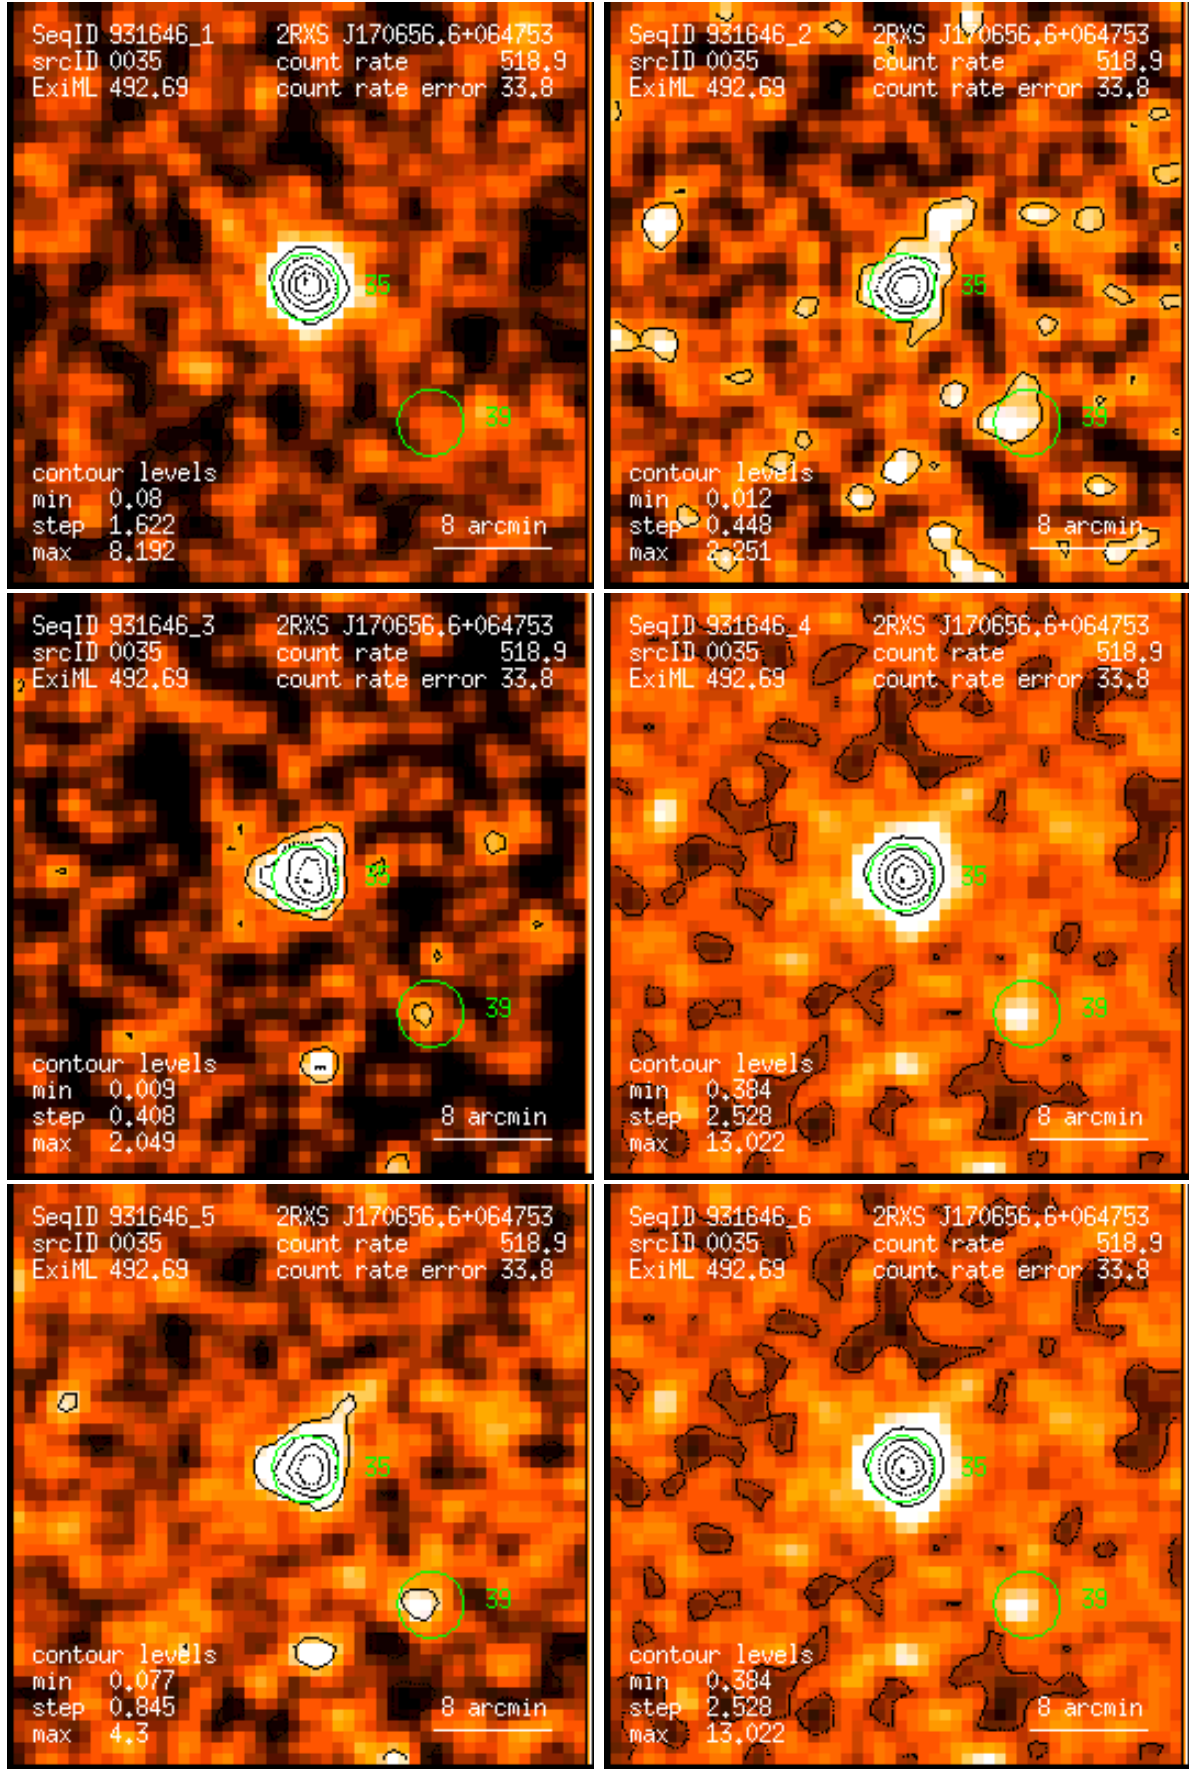 SeqID 931646_1 2RXS J170656.6+064753
srcID 0035 count rate 518.9
ExiML 492.69 count rate error 33.8
35
39
contour levels
min 0.08
step 1.622 8 arcmin
max 8.192
SeqID 931646_2 2RXS J170656.6+064753
srcID 0035 count rate 518.9
ExiML 492.69 count rate error 33.8
35
39
contour levels
min 0.012
step 0.448 8 arcmin
max 2.251
SeqID 931646_3 2RXS J170656.6+064753
srcID 0035 count rate 518.9
ExiML 492.69 count rate error 33.8
35
39
contour levels
min 0.009
step 0.408 8 arcmin
max 2.049
SeqID 931646_4 2RXS J170656.6+064753
srcID 0035 count rate 518.9
ExiML 492.69 count rate error 33.8
35
39
contour levels
min 0.384
step 2.528 8 arcmin
max 13.022
SeqID 931646_5 2RXS J170656.6+064753
srcID 0035 count rate 518.9
ExiML 492.69 count rate error 33.8
35
39
contour levels
min 0.077
step 0.845 8 arcmin
max 4.3
SeqID 931646_6 2RXS J170656.6+064753
srcID 0035 count rate 518.9
ExiML 492.69 count rate error 33.8
35
39
contour levels
min 0.384
step 2.528 8 arcmin
max 13.022